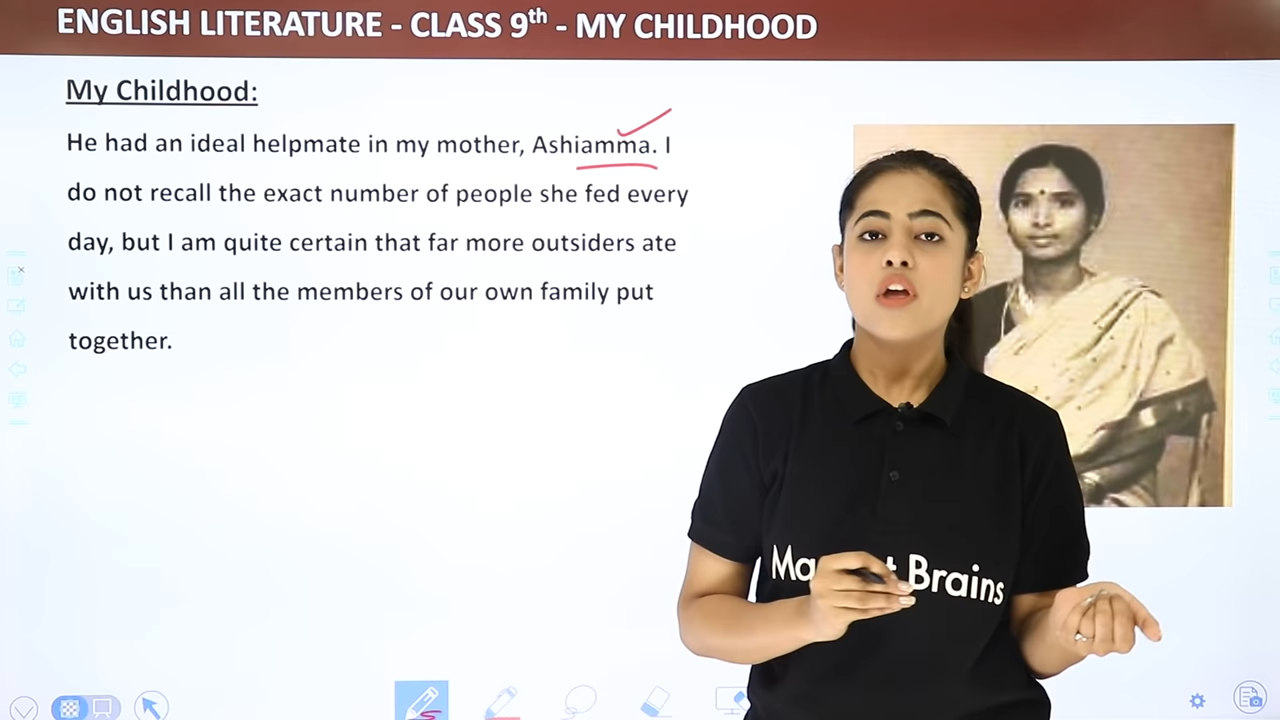 ENGLISH LITERATURE - CLASS 9th - MY CHILDHOOD
My Childhood:
He had an ideal helpmate in my mother, Ashiamma. I
do not recall the exact number of people she fed every
day, but I am quite certain that far more outsiders ate
with us than all the members of our own family put
together.
Brains